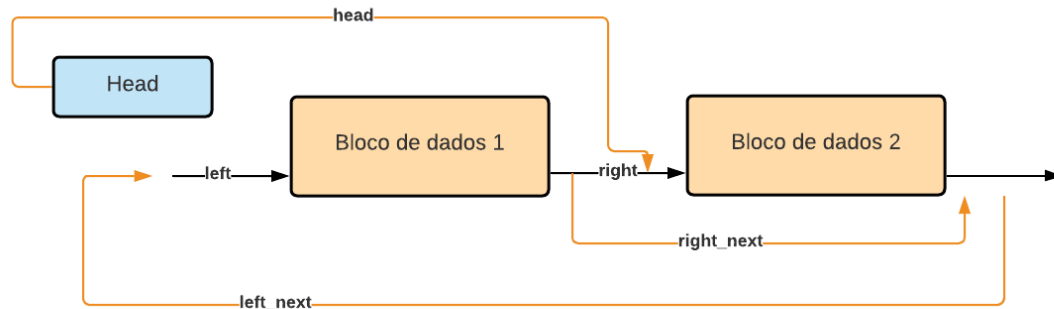 head
Head
Bloco de dados 1
Bloco de dados 2
left
right
right_next
left_next